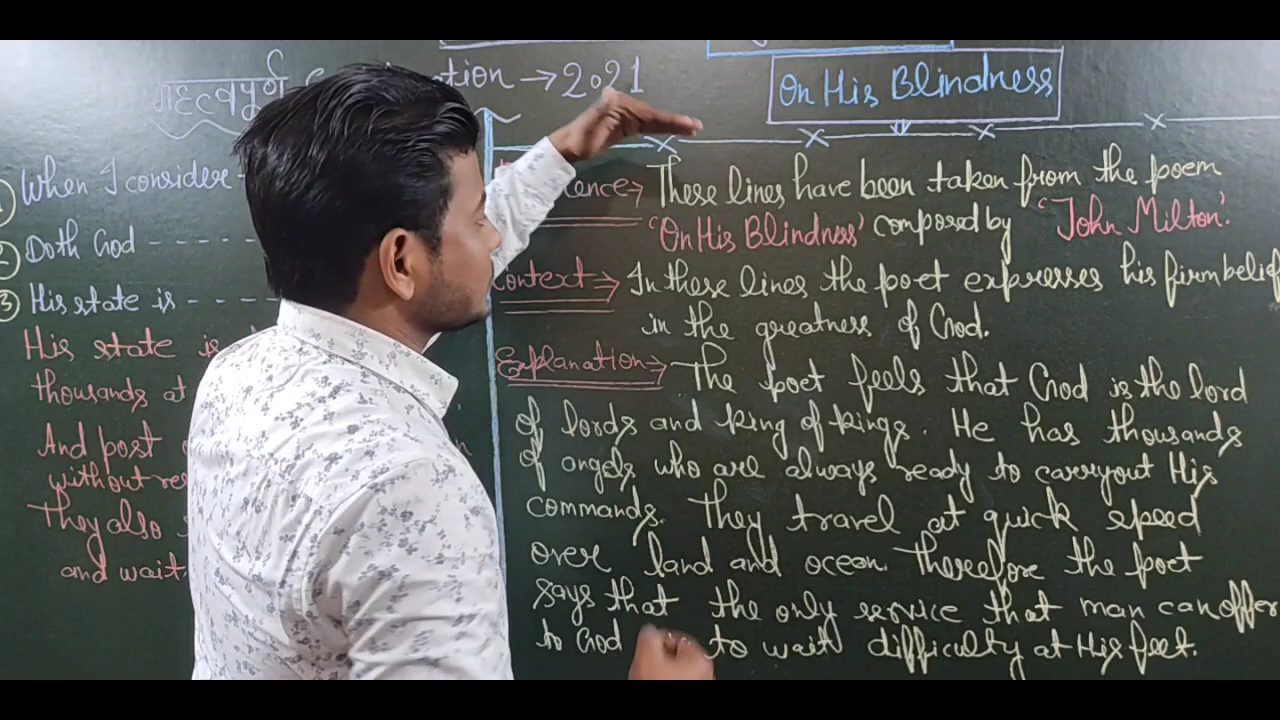 महत्वपूर्ण → 2021
On His Blindness
① When I consider -
② Doth God - - - - -
③ His state is - - - -
His state is
thousands at
And post
without res
They also
and wait.
→ These lines have been taken from the poem
'On His Blindness' composed by 'John Milton'.
Context → In these lines the poet expresses his firm belief
in the greatness of God.
Explanation → The poet feels that God is the lord
of lords and king of kings. He has thousands
of angels who are always ready to carryout His
commands. They travel at quick speed
over land and ocean. Therefore the poet
says that the only service that man can offer
to God to wait difficulty at His feet.